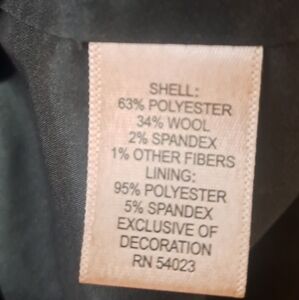 SHELL:
63% POLYESTER
34% WOOL
2% SPANDEX
1% OTHER FIBERS
LINING:
95% POLYESTER
5% SPANDEX
EXCLUSIVE OF
DECORATION
RN 54023